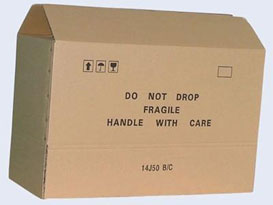 DO NOT DROP
FRAGILE
HANDLE WITH CARE
14J50 B/C